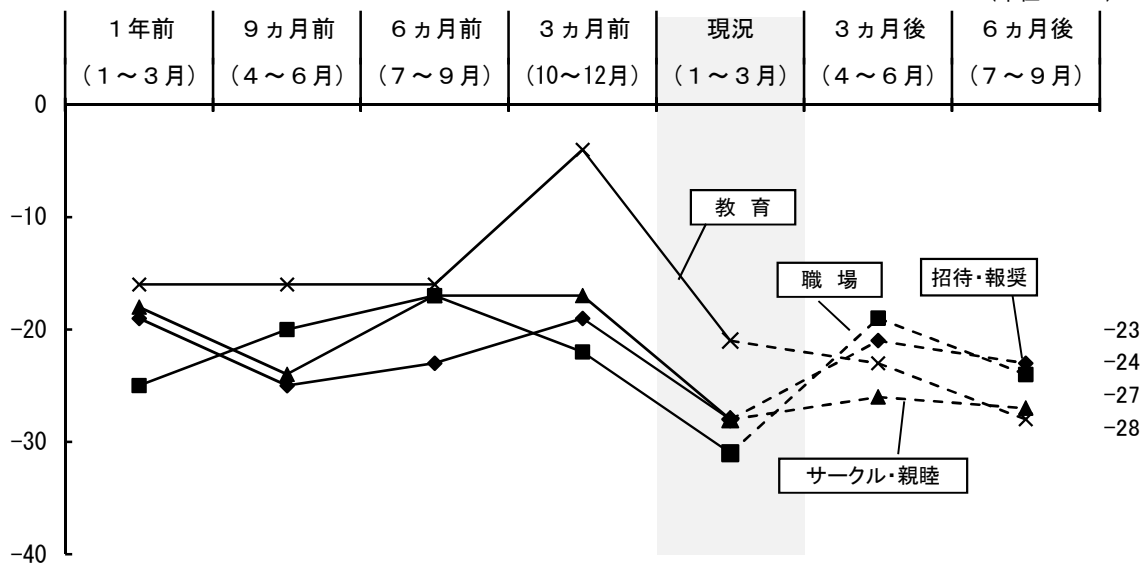 １年前 ９ヵ月前 ６ヵ月前 ３ヵ月前 現況 ３ヵ月後 ６ヵ月後
（１～３月） （４～６月） （７～９月） （10～12月） （１～３月） （４～６月） （７～９月）
0
-10
-20
-30
-40
教 育
職 場
招待・報奨
サークル・親睦
-23
-24
-27
-28